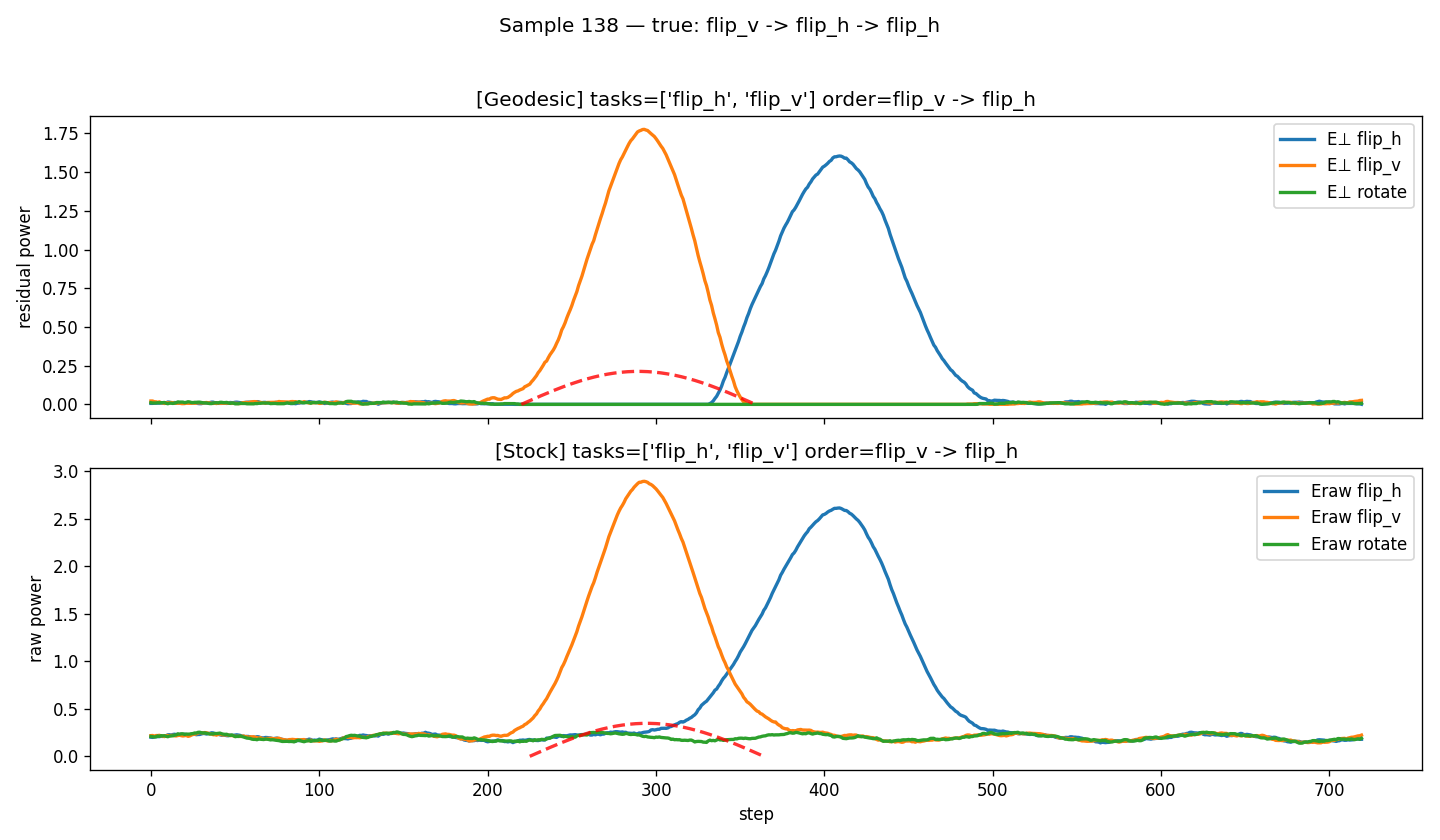 Sample 138 — true: flip_v -> flip_h -> flip_h
[Geodesic] tasks=['flip_h', 'flip_v'] order=flip_v -> flip_h
residual power
1.75
1.50
1.25
1.00
0.75
0.50
0.25
0.00
E⊥ flip_h
E⊥ flip_v
E⊥ rotate
[Stock] tasks=['flip_h', 'flip_v'] order=flip_v -> flip_h
raw power
3.0
2.5
2.0
1.5
1.0
0.5
0.0
Eraw flip_h
Eraw flip_v
Eraw rotate
0 100 200 300 400 500 600 700
step